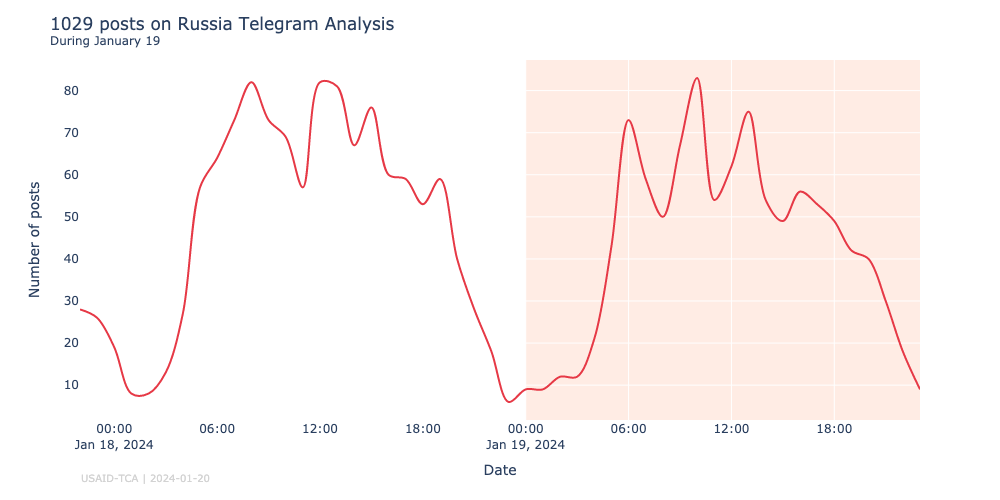 1029 posts on Russia Telegram Analysis
During January 19
Number of posts
80
70
60
50
40
30
20
10
00:00 06:00 12:00 18:00 00:00 06:00 12:00 18:00
Jan 18, 2024 Jan 19, 2024
Date
USAID-TCA | 2024-01-20